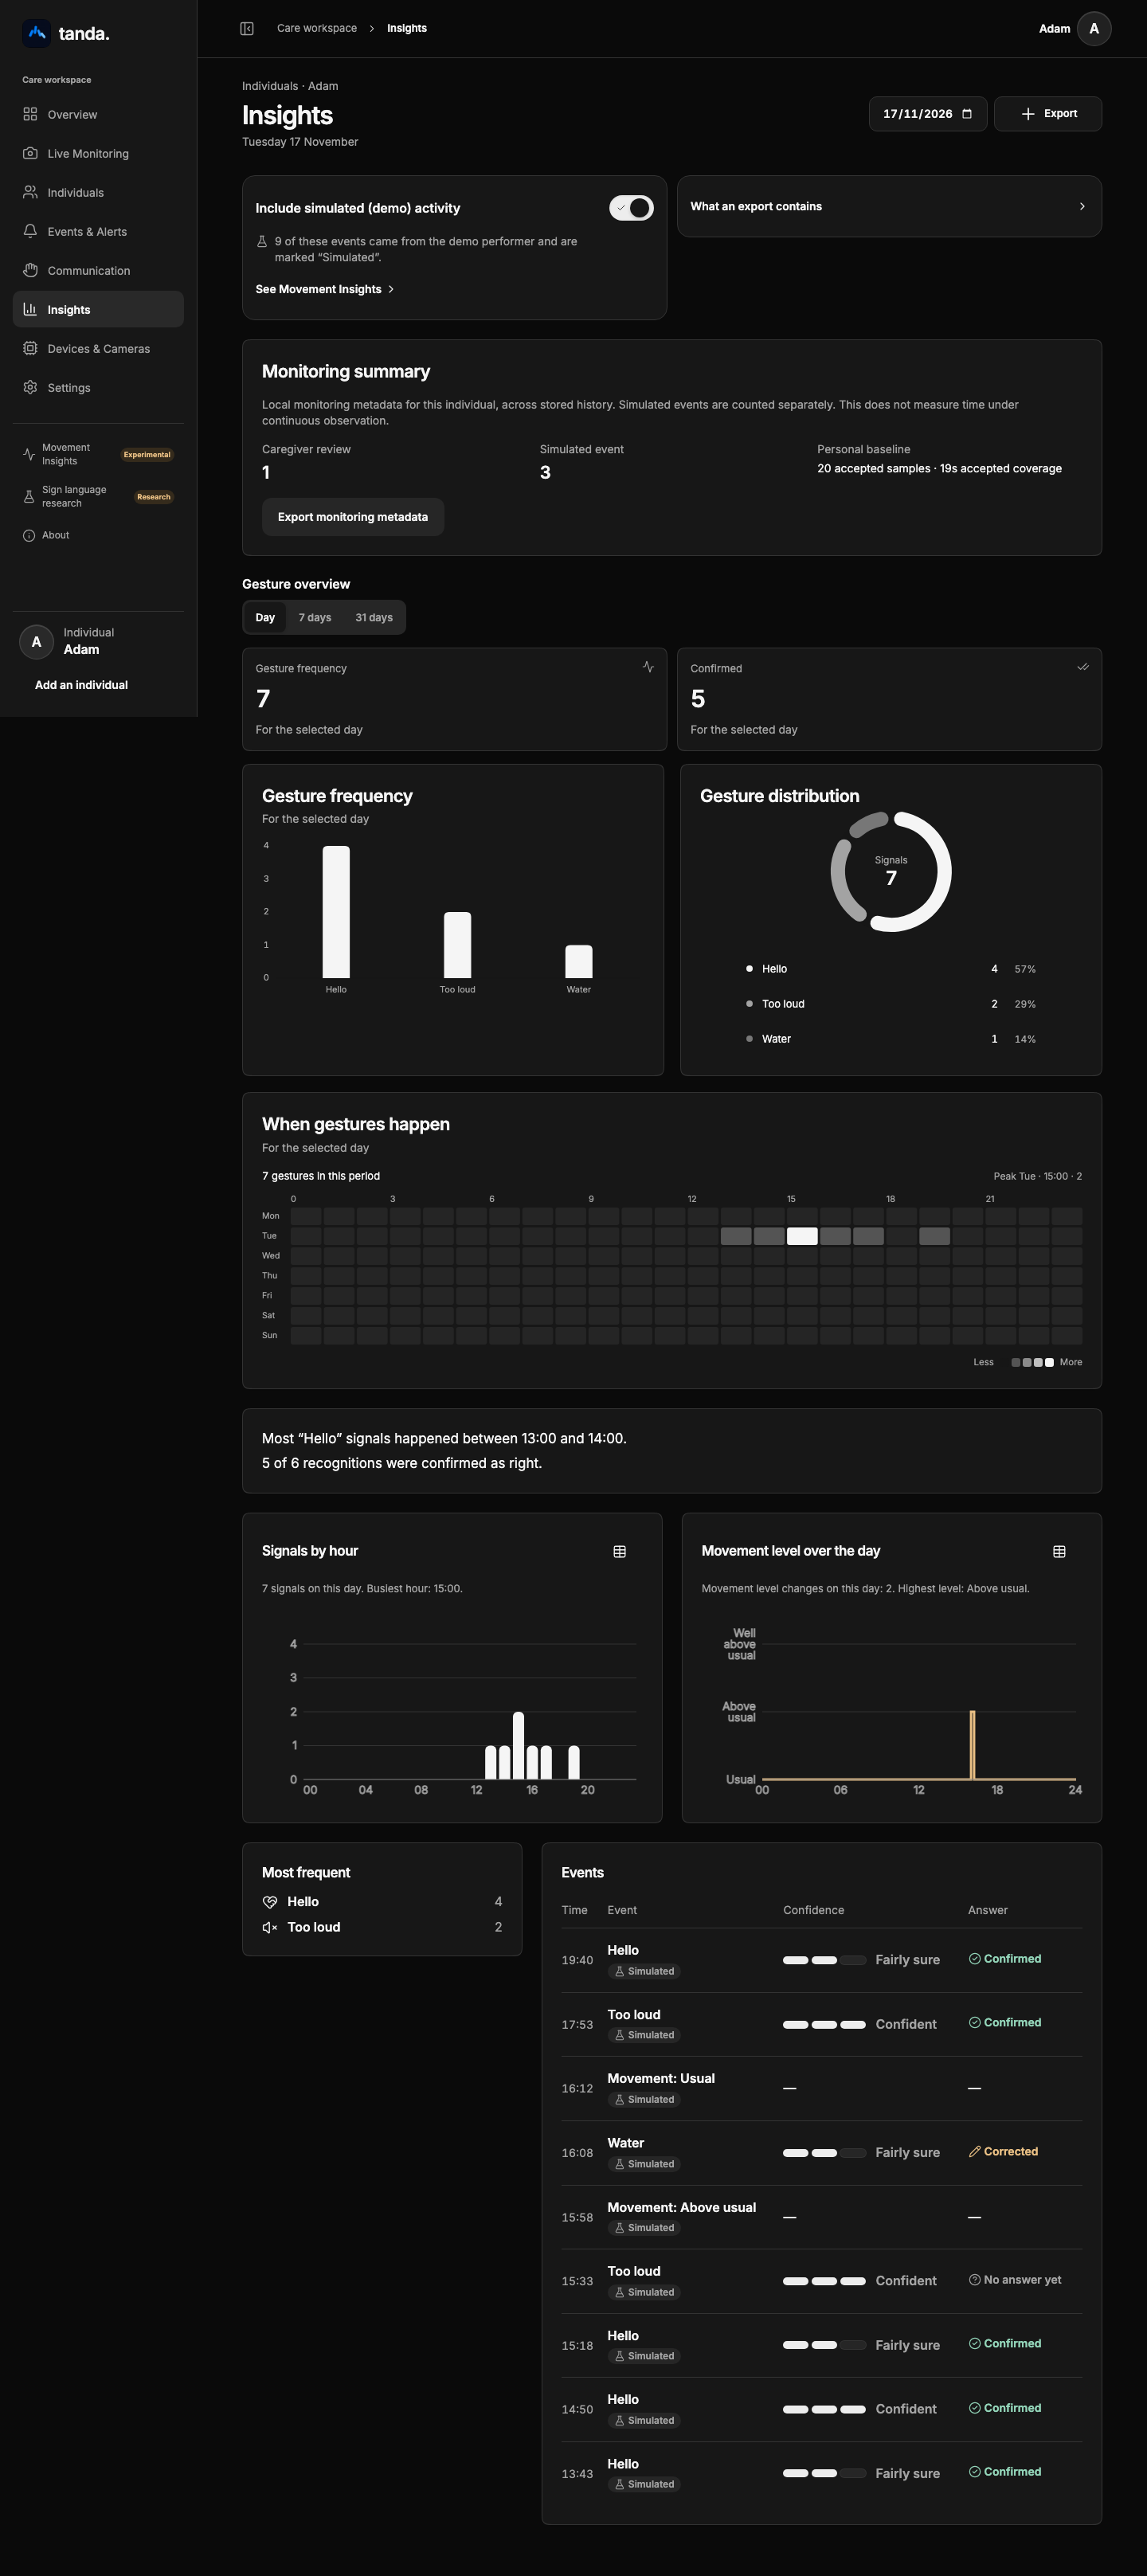 tanda.
Care workspace
Overview
Live Monitoring
Individuals
Events & Alerts
Communication
Insights
Devices & Cameras
Settings
Movement
Insights
Experimental
Sign language
research
Research
About
A
Individual
Adam
Add an individual
Care workspace
Insights
Adam
A
Individuals · Adam
Insights
Tuesday 17 November
17/11/2026
Export
Include simulated (demo) activity
9 of these events came from the demo performer and are
marked “Simulated”.
See Movement Insights
What an export contains
Monitoring summary
Local monitoring metadata for this individual, across stored history. Simulated events are counted separately. This does not measure time under
continuous observation.
Caregiver review
1
Simulated event
3
Personal baseline
20 accepted samples · 19s accepted coverage
Export monitoring metadata
Gesture overview
Day 7 days 31 days
Gesture frequency
7
For the selected day
Confirmed
5
For the selected day
Gesture frequency
For the selected day
4
3
2
1
0
Hello Too loud Water
Gesture distribution
Signals
7
Hello 4 57%
Too loud 2 29%
Water 1 14%
When gestures happen
For the selected day
7 gestures in this period
Peak Tue · 15:00 · 2
0 3 6 9 12 15 18 21
Mon
Tue
Wed
Thu
Fri
Sat
Sun
Less More
Most “Hello” signals happened between 13:00 and 14:00.
5 of 6 recognitions were confirmed as right.
Signals by hour
7 signals on this day. Busiest hour: 15:00.
4
3
2
1
0
00 04 08 12 16 20
Movement level over the day
Movement level changes on this day: 2. Highest level: Above usual.
Well
above
usual
Above
usual
Usual
00 06 12 18 24
Most frequent
Hello 4
Too loud 2
Events
Time Event Confidence Answer
19:40 Hello Fairly sure Confirmed
Simulated
17:53 Too loud Confident Confirmed
Simulated
16:12 Movement: Usual — —
Simulated
16:08 Water Fairly sure Corrected
Simulated
15:58 Movement: Above usual — —
Simulated
15:33 Too loud Confident No answer yet
Simulated
15:18 Hello Fairly sure Confirmed
Simulated
14:50 Hello Confident Confirmed
Simulated
13:43 Hello Fairly sure Confirmed
Simulated